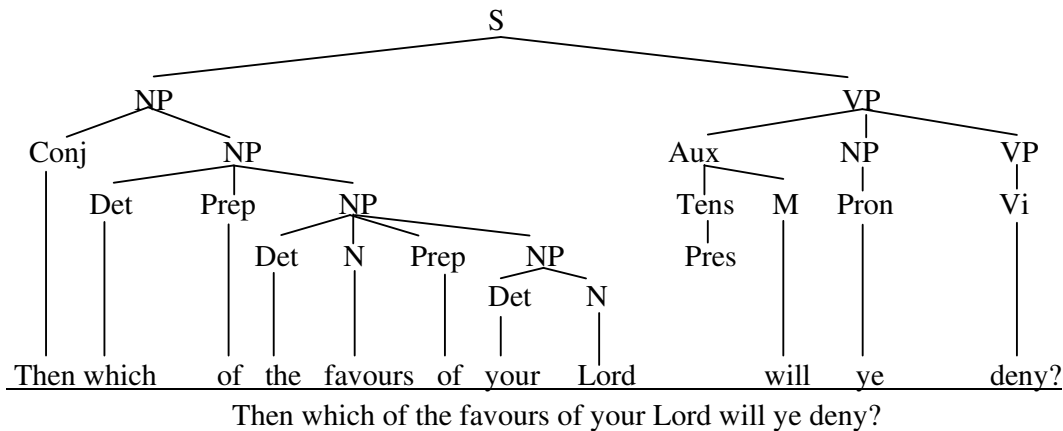 S
NP VP
Conj NP Aux NP VP
Det Prep NP Tens M Pron Vi
Det N Prep NP Pres
Det N
Then which of the favours of your Lord will ye deny?
Then which of the favours of your Lord will ye deny?